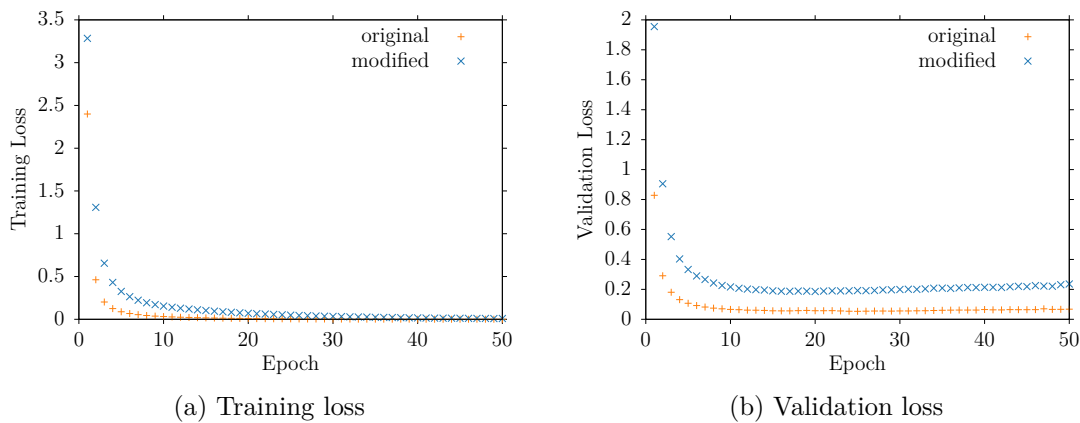 3.5
3
2.5
2
1.5
1
0.5
0
0 10 20 30 40 50
Training Loss
Epoch
original
modified
(a) Training loss
2
1.8
1.6
1.4
1.2
1
0.8
0.6
0.4
0.2
0
0 10 20 30 40 50
Validation Loss
Epoch
original
modified
(b) Validation loss